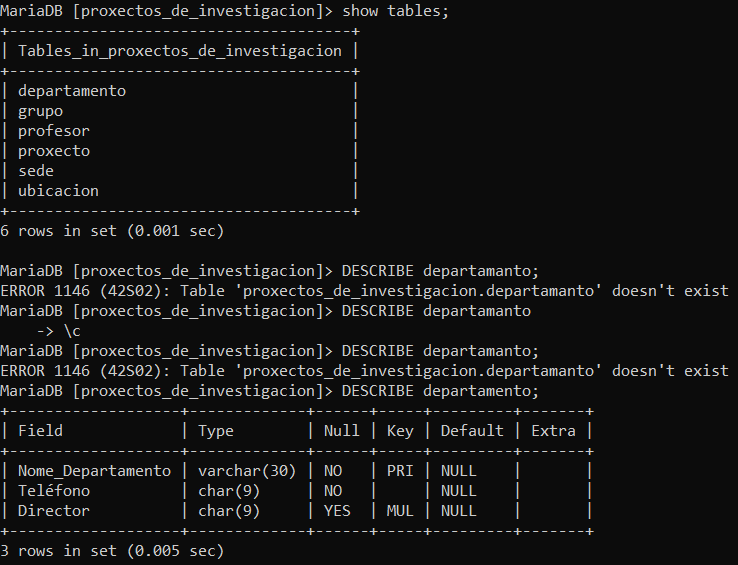 MariaDB [proxectos_de_investigacion]> show tables;
+-------------------------------------+
| Tables_in_proxectos_de_investigacion |
+-------------------------------------+
| departamento |
| grupo |
| profesor |
| proxecto |
| sede |
| ubicacion |
+-------------------------------------+
6 rows in set (0.001 sec)
MariaDB [proxectos_de_investigacion]> DESCRIBE departamanto;
ERROR 1146 (42S02): Table 'proxectos_de_investigacion.departamanto' doesn't exist
MariaDB [proxectos_de_investigacion]> DESCRIBE departamanto
-> \c
MariaDB [proxectos_de_investigacion]> DESCRIBE departamanto;
ERROR 1146 (42S02): Table 'proxectos_de_investigacion.departamanto' doesn't exist
MariaDB [proxectos_de_investigacion]> DESCRIBE departamento;
+-------------------+-------------+------+-----+---------+-------+
| Field | Type | Null | Key | Default | Extra |
+-------------------+-------------+------+-----+---------+-------+
| Nome_Departamento | varchar(30) | NO | PRI | NULL | |
| Teléfono | char(9) | NO | | NULL | |
| Director | char(9) | YES | MUL | NULL | |
+-------------------+-------------+------+-----+---------+-------+
3 rows in set (0.005 sec)